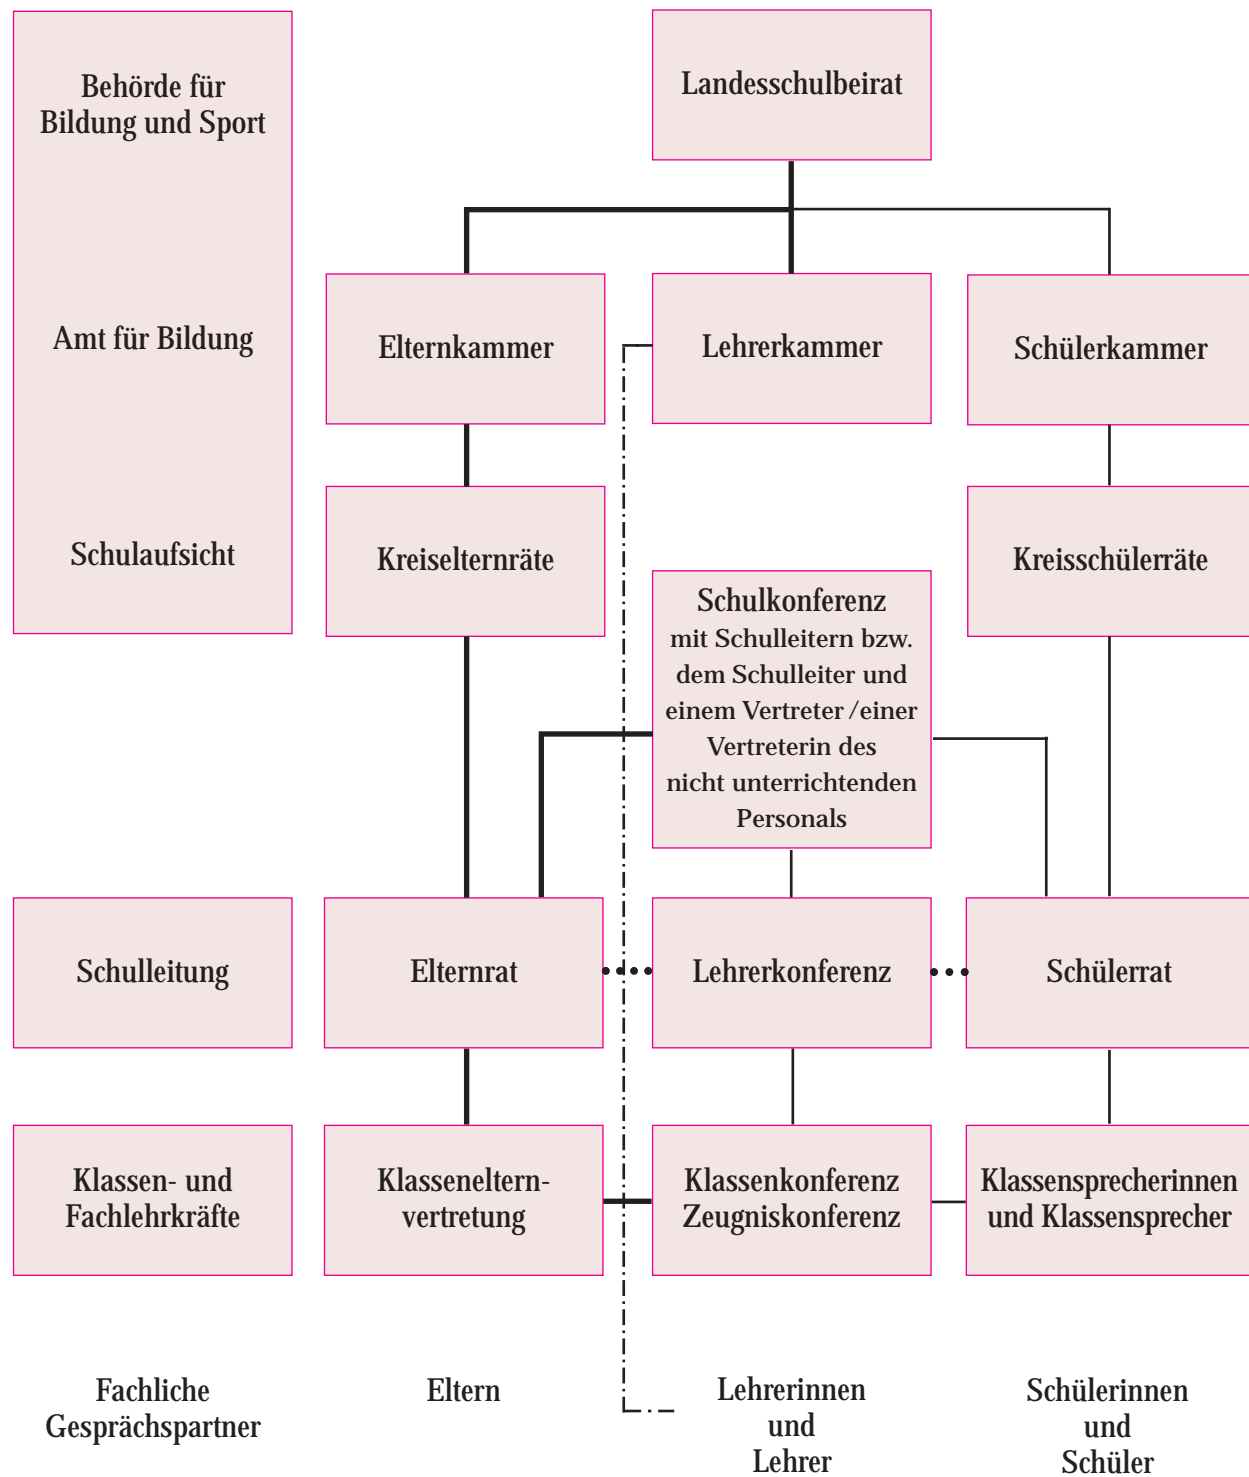 Behörde für
Bildung und Sport
Landesschulbeirat
Amt für Bildung
Elternkammer
Lehrerkammer
Schülerkammer
Schulaufsicht
Kreiselternräte
Kreisschülerräte
Schulkonferenz
mit Schulleitern bzw.
dem Schulleiter und
einem Vertreter / einer
Vertreterin des
nicht unterrichtenden
Personals
Schulleitung
Elternrat
Lehrerkonferenz
Schülerrat
Klassen- und
Fachlehrkräfte
Klasseneltern-
vertretung
Klassenkonferenz
Zeugniskonferenz
Klassensprecherinnen
und Klassensprecher
Fachliche
Gesprächspartner
Eltern
Lehrerinnen
und
Lehrer
Schülerinnen
und
Schüler